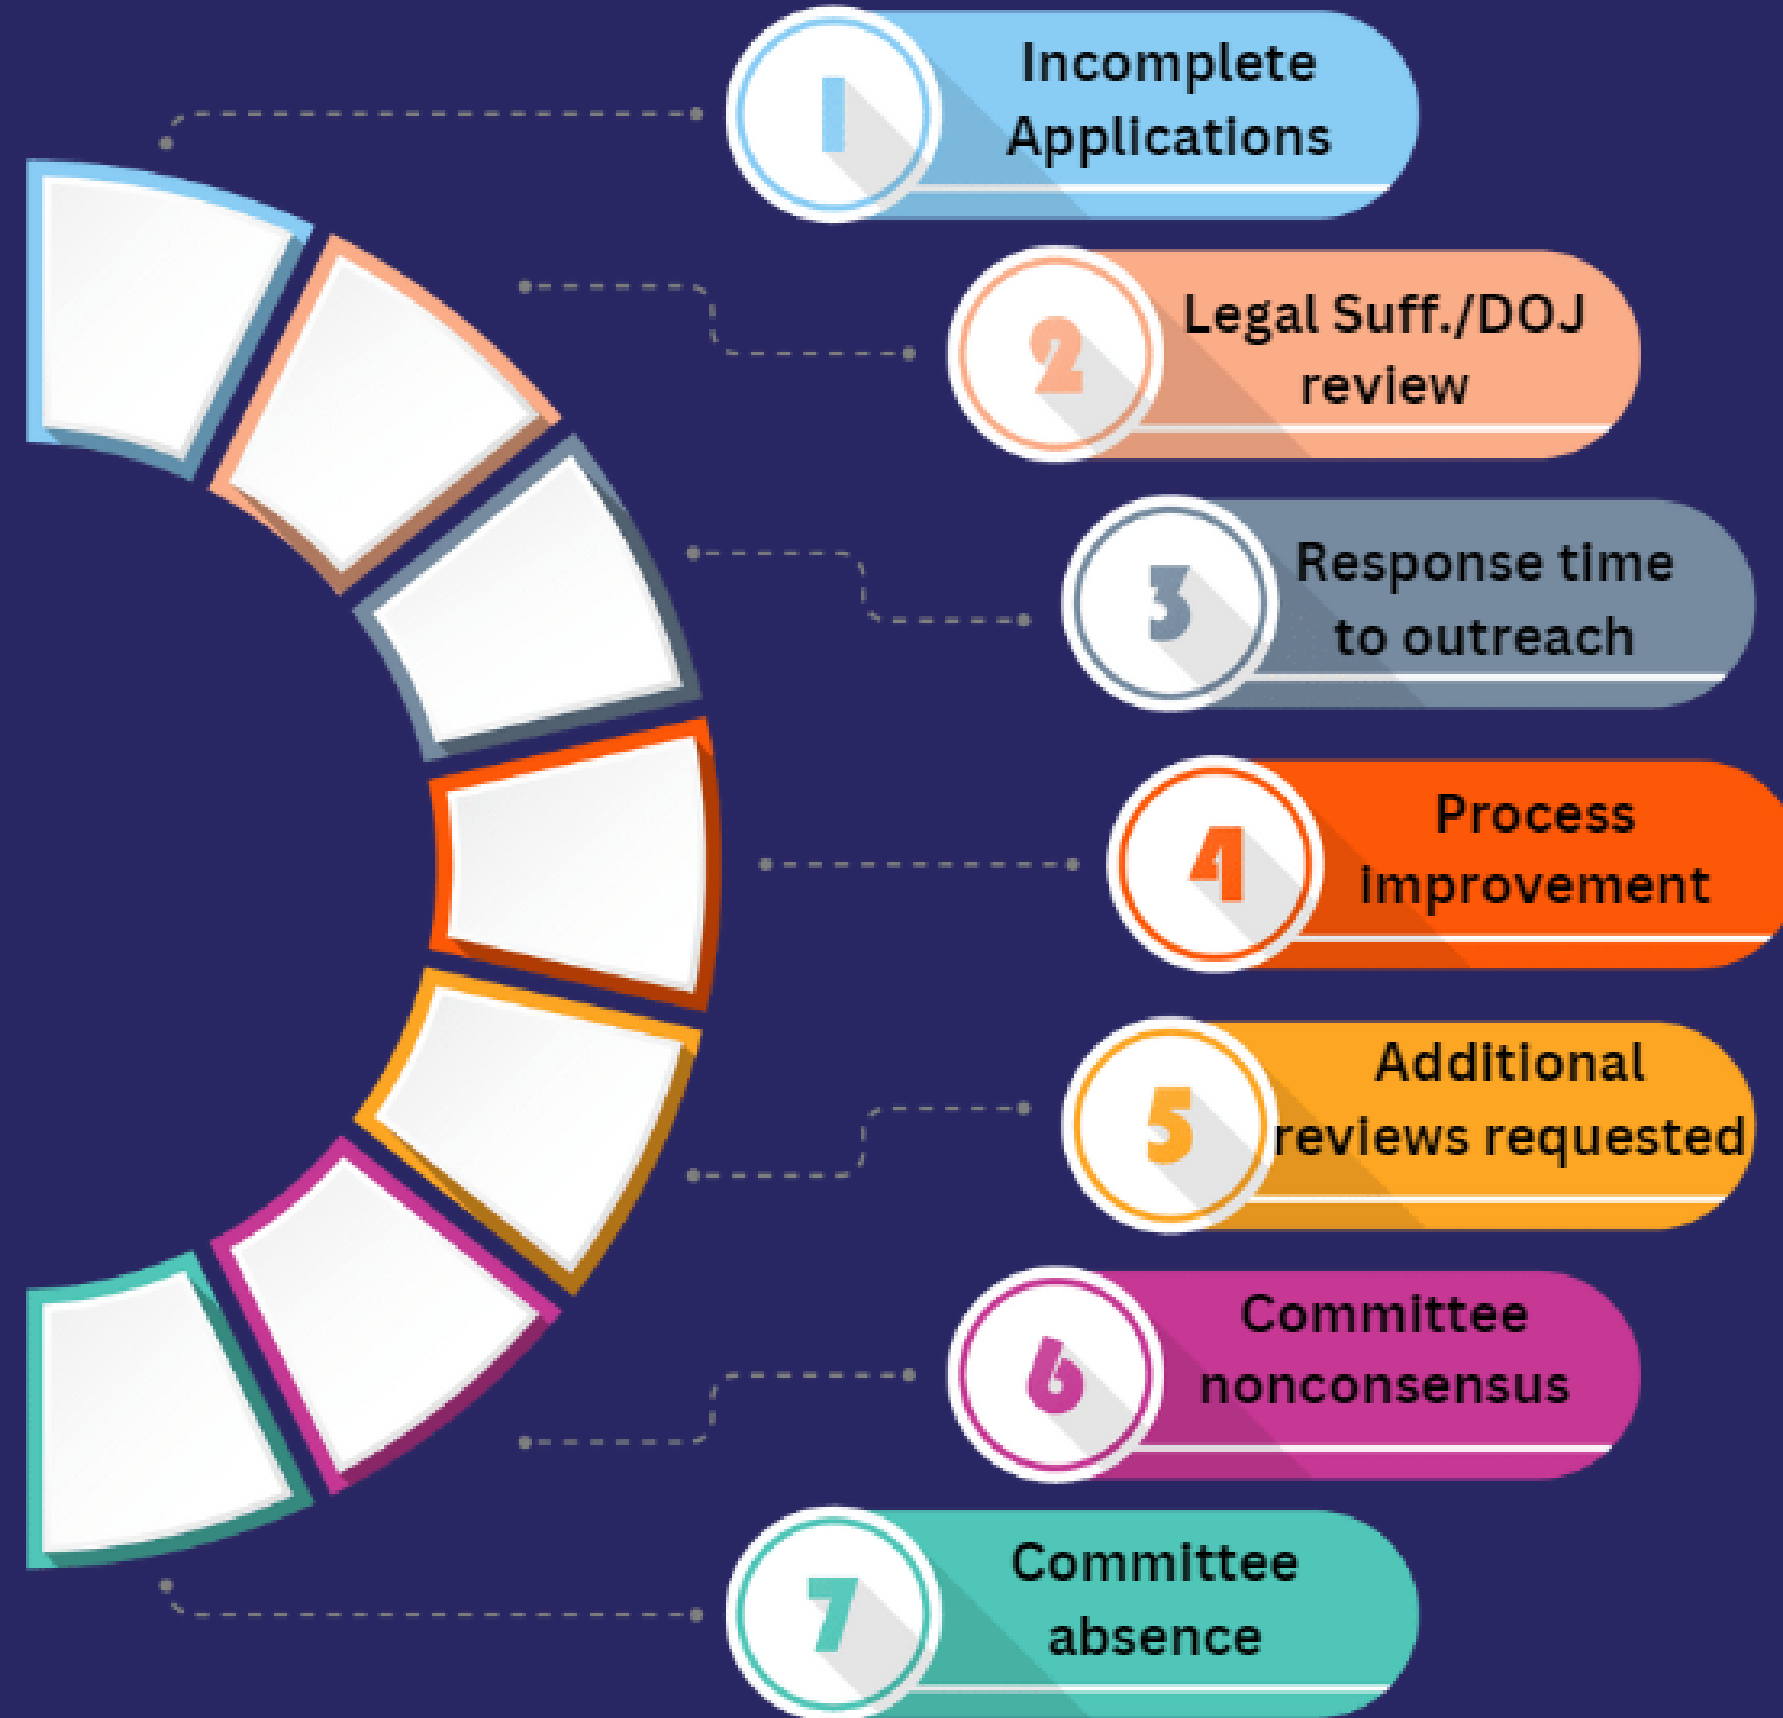 1
Incomplete
Applications
2
Legal Suff./DOJ
review
3
Response time
to outreach
4
Process
improvement
5
Additional
reviews requested
6
Committee
nonconsensus
7
Committee
absence